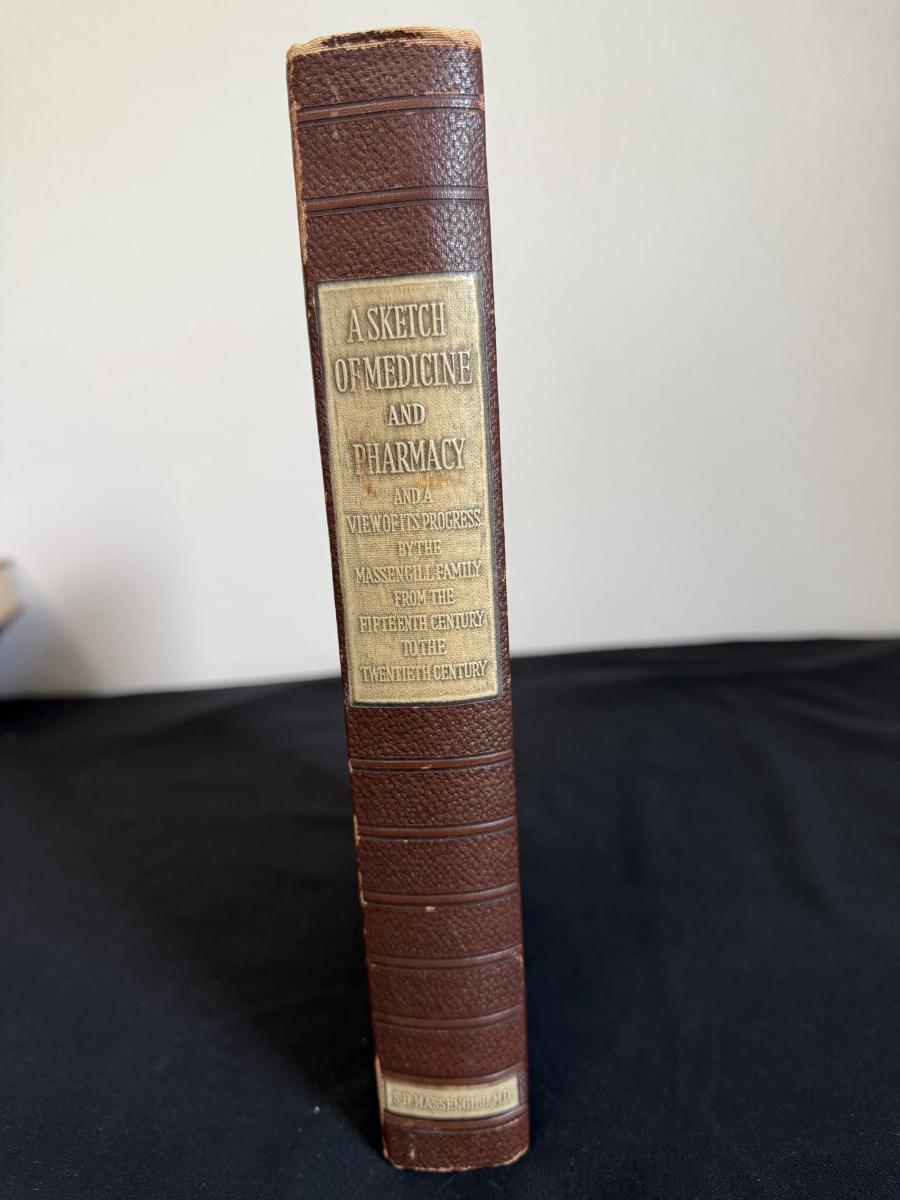 A SKETCH
OF MEDICINE
AND
PHARMACY
AND A
VIEW OF ITS PROGRESS
BY THE
MASSENGILL FAMILY
FROM THE
FIFTEENTH CENTURY
TO THE
TWENTIETH CENTURY
S.E. MASSENGILL, M.D.